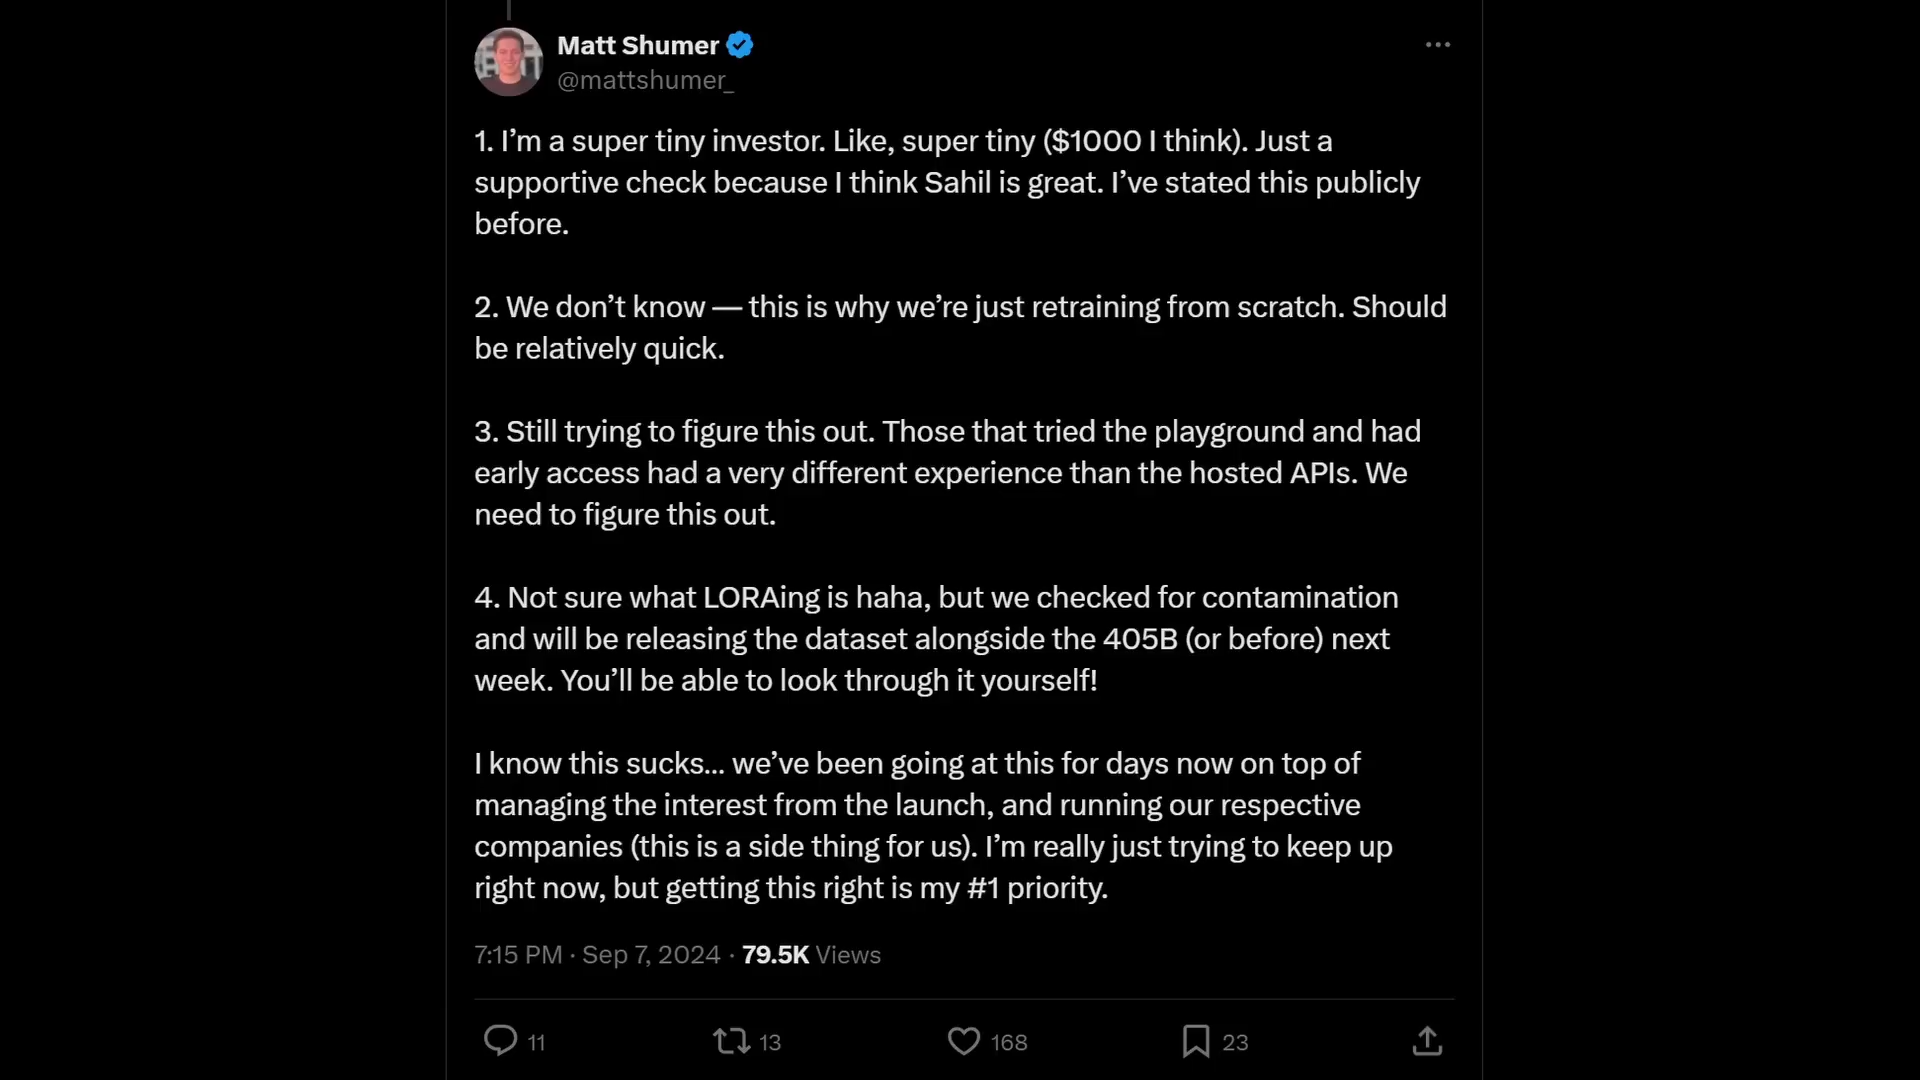 Matt Shumer
@mattshumer_
1. I’m a super tiny investor. Like, super tiny ($1000 I think). Just a
supportive check because I think Sahil is great. I’ve stated this publicly
before.
2. We don’t know — this is why we’re just retraining from scratch. Should
be relatively quick.
3. Still trying to figure this out. Those that tried the playground and had
early access had a very different experience than the hosted APIs. We
need to figure this out.
4. Not sure what LORAing is haha, but we checked for contamination
and will be releasing the dataset alongside the 405B (or before) next
week. You’ll be able to look through it yourself!
I know this sucks... we’ve been going at this for days now on top of
managing the interest from the launch, and running our respective
companies (this is a side thing for us). I’m really just trying to keep up
right now, but getting this right is my #1 priority.
7:15 PM · Sep 7, 2024 · 79.5K Views
11 13 168 23